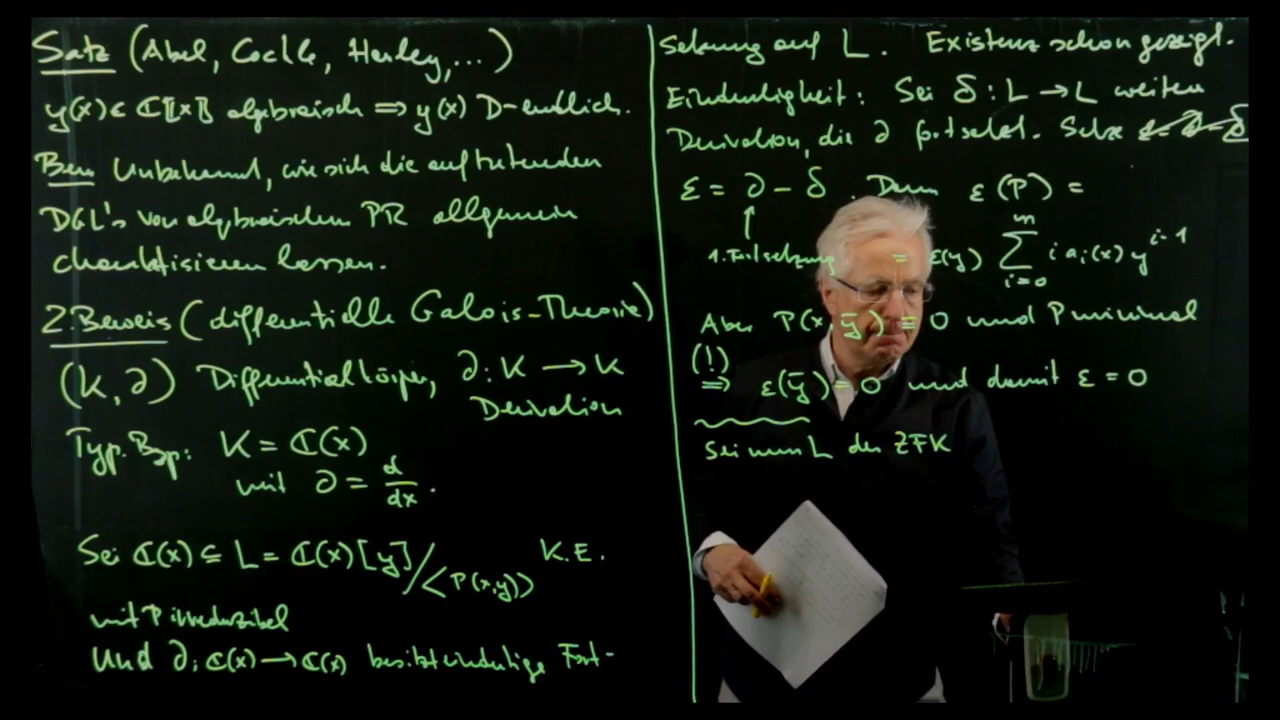 Satz (Abel, Cockle, Harley, ...)
y(x) ∈ ℂ[[x]] algebraisch ⟹ y(x) D-endlich.
Bem Unbekannt, wie sich die auftretenden
DGL's von algebraischen PR allgemein
charakterisieren lassen.
2. Beweis (differentielle Galois-Theorie)
(K, ∂) Differentialkörper, ∂: K → K
Derivation
Typ. Bsp: K = ℂ(x)
mit ∂ = d/dx.
Sei ℂ(x) ⊆ L = ℂ(x)[y]/<P(x,y)> K.E.
mit P irreduzibel
Und ∂: ℂ(x) → ℂ(x) besitzt eindutige Fort-
Setzung auf L. Existenz schon gezeigt.
Eindeutigkeit: Sei δ: L → L weitere
Derivation, die ∂ fortsetzt. Setze
ε = ∂ - δ. Dann ε(P) =
↑
1. Fortsetzung = ε(y) ∑_{i=0}^{m} i a_i(x) y^{i-1}
Aber P(x, ȳ) = 0 und P minimal
(!)
⟹ ε(ȳ) = 0 und damit ε = 0
Sei nun L der ZFK